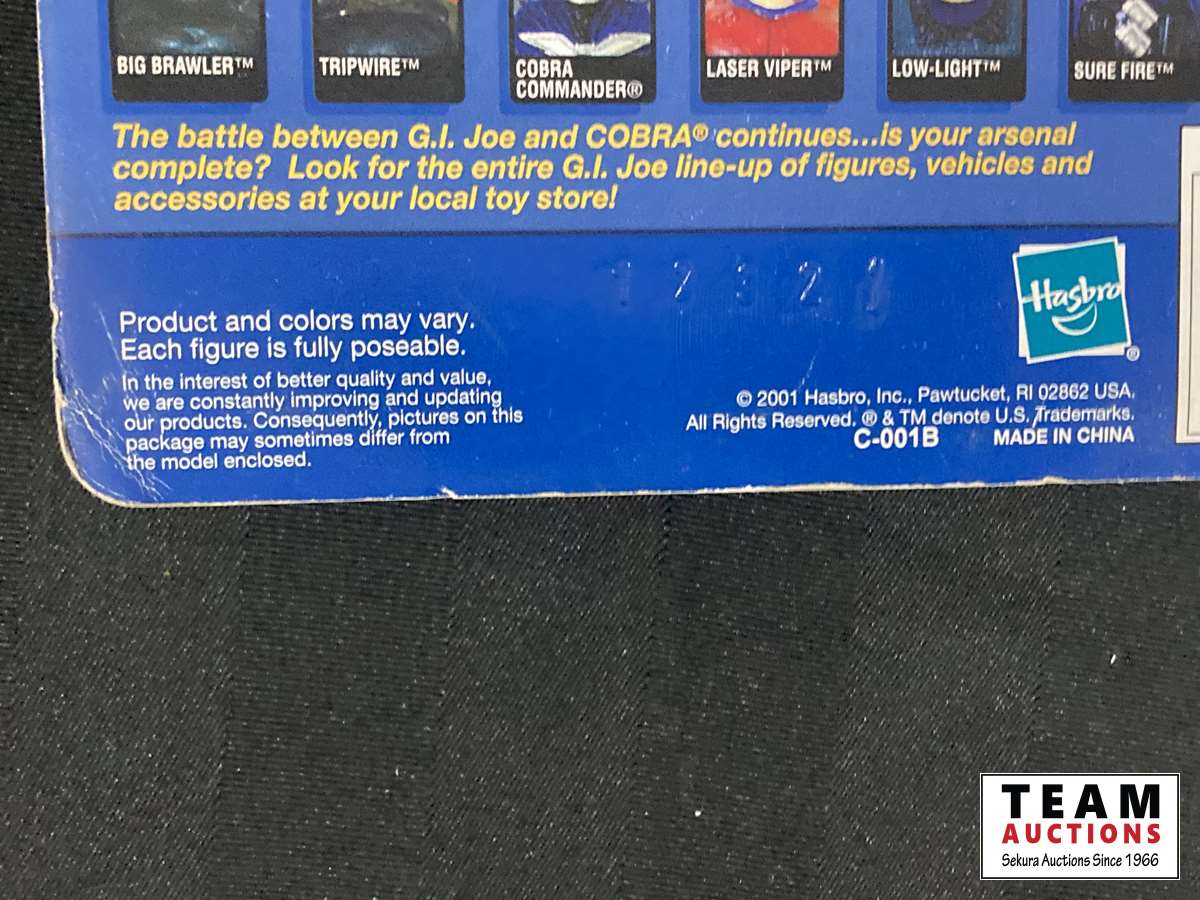 BIG BRAWLER™ TRIPWIRE™ COBRA COMMANDER® LASER VIPER™ LOW-LIGHT™ SURE FIRE™
The battle between G.I. Joe and COBRA® continues...is your arsenal
complete? Look for the entire G.I. Joe line-up of figures, vehicles and
accessories at your local toy store!
Hasbro
®
Product and colors may vary.
Each figure is fully poseable.
In the interest of better quality and value,
we are constantly improving and updating
our products. Consequently, pictures on this
package may sometimes differ from
the model enclosed.
© 2001 Hasbro, Inc., Pawtucket, RI 02862 USA.
All Rights Reserved. ® & TM denote U.S. Trademarks.
C-001B MADE IN CHINA
TEAM
AUCTIONS
Sekura Auctions Since 1966